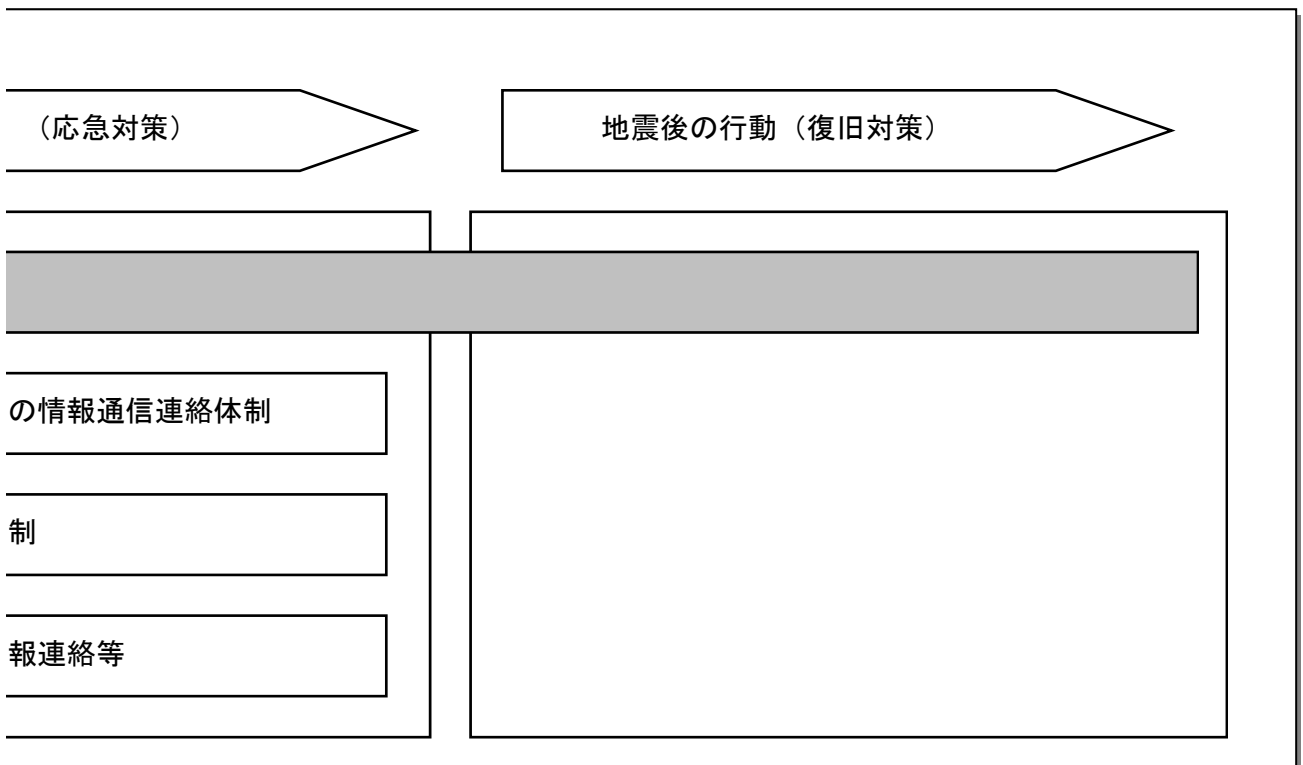 （応急対策）
地震後の行動（復旧対策）
の情報通信連絡体制
制
報連絡等